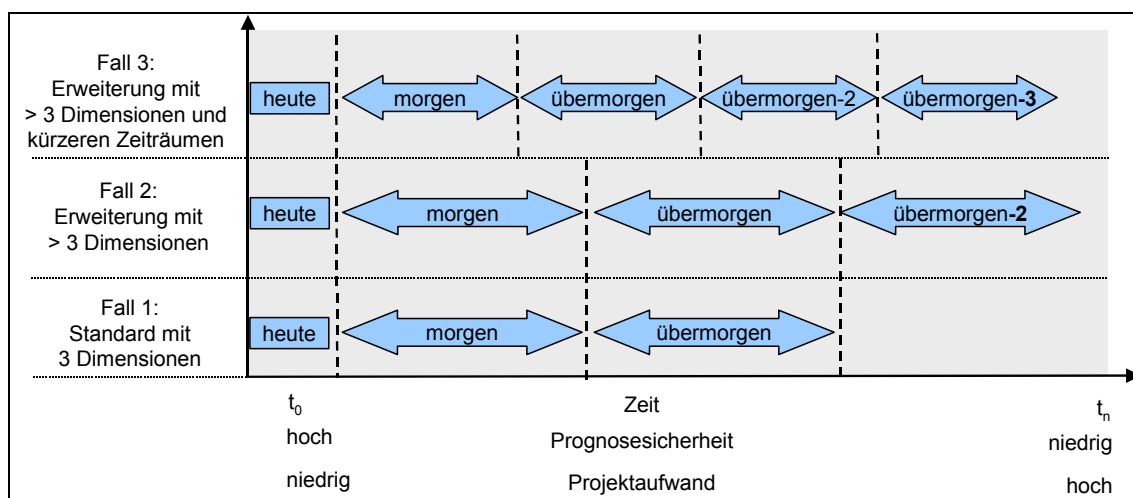 Fall 3:
Erweiterung mit
> 3 Dimensionen und
kürzeren Zeiträumen
heute
morgen
übermorgen
übermorgen-2
übermorgen-3
Fall 2:
Erweiterung mit
> 3 Dimensionen
heute
morgen
übermorgen
übermorgen-2
Fall 1:
Standard mit
3 Dimensionen
heute
morgen
übermorgen
t0 Zeit tn
hoch Prognosesicherheit niedrig
niedrig Projektaufwand hoch